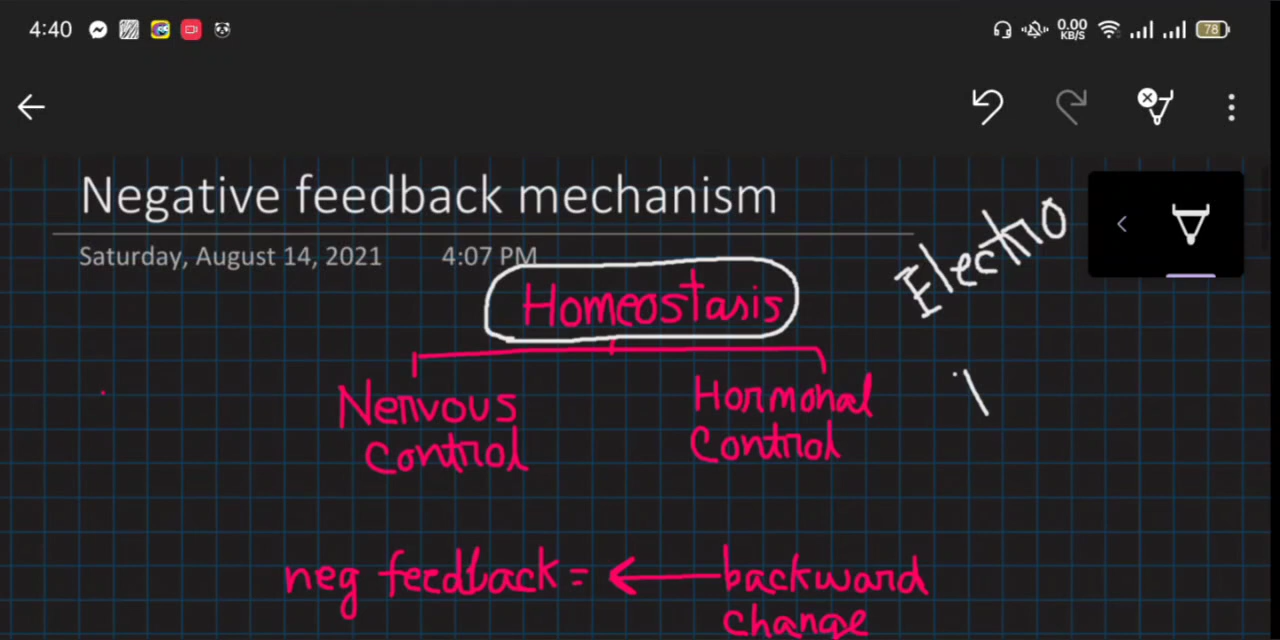 4:40
0.00
KB/S
78
Negative feedback mechanism
Saturday, August 14, 2021 4:07 PM
Homeostasis
Electro
Nervous
Control
Hormonal
Control
neg feedback = ← backward
change